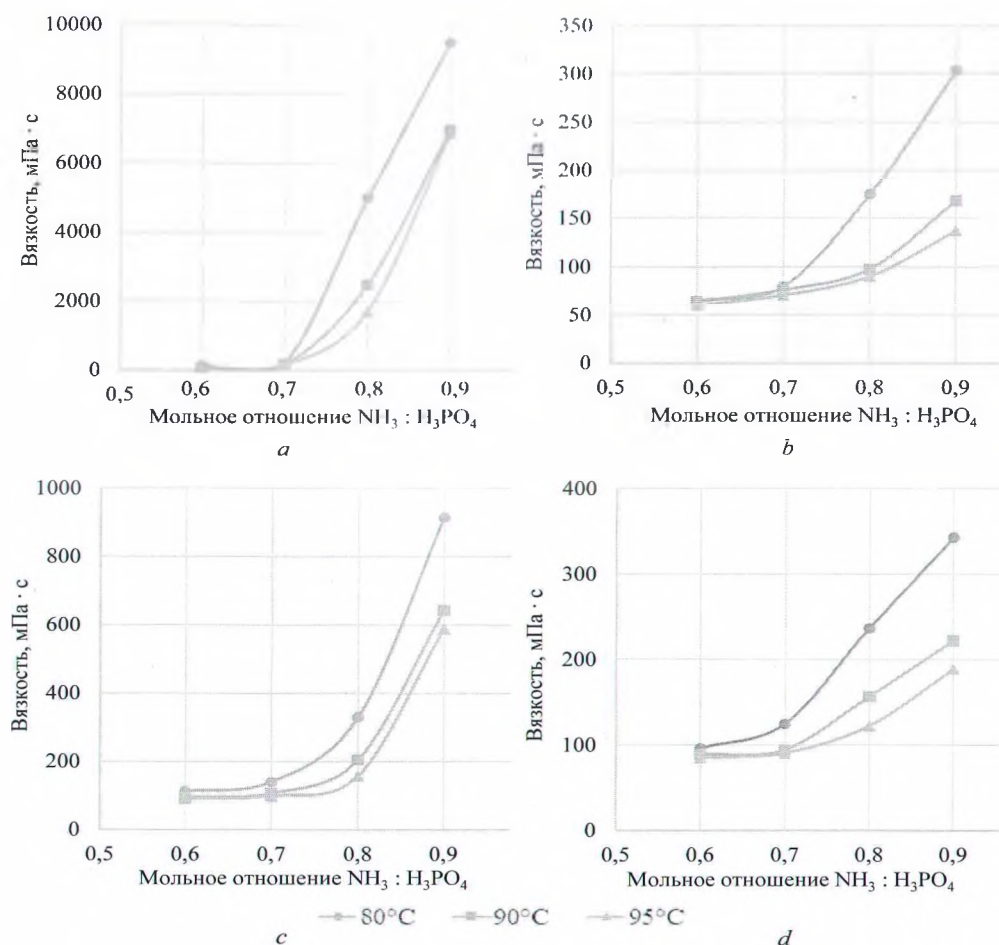 10000
8000
6000
4000
2000
0
0,5 0,6 0,7 0,8 0,9
Вязкость, мПа · с
Мольное отношение NH₃ : H₃PO₄
a
350
300
250
200
150
100
50
0
0,5 0,6 0,7 0,8 0,9
Вязкость, мПа · с
Мольное отношение NH₃ : H₃PO₄
b
1000
800
600
400
200
0
0,5 0,6 0,7 0,8 0,9
Вязкость, мПа · с
Мольное отношение NH₃ : H₃PO₄
400
300
200
100
0
0,5 0,6 0,7 0,8 0,9
Вязкость, мПа · с
Мольное отношение NH₃ : H₃PO₄
80°C 90°C 95°C
c d